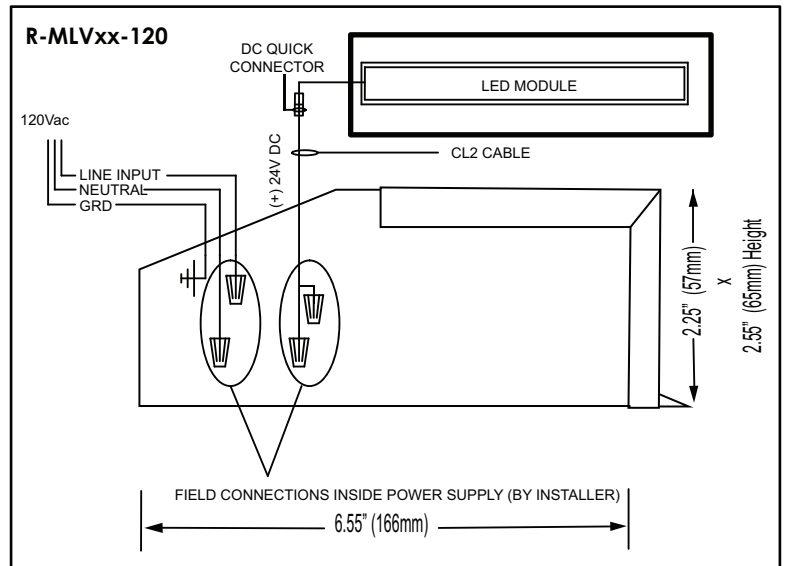 R-MLVxx-120
DC QUICK
CONNECTOR
LED MODULE
120Vac
CL2 CABLE
(+) 24V DC
LINE INPUT
NEUTRAL
GRD
2.25" (57mm)
x
2.55" (65mm) Height
FIELD CONNECTIONS INSIDE POWER SUPPLY (BY INSTALLER)
6.55" (166mm)